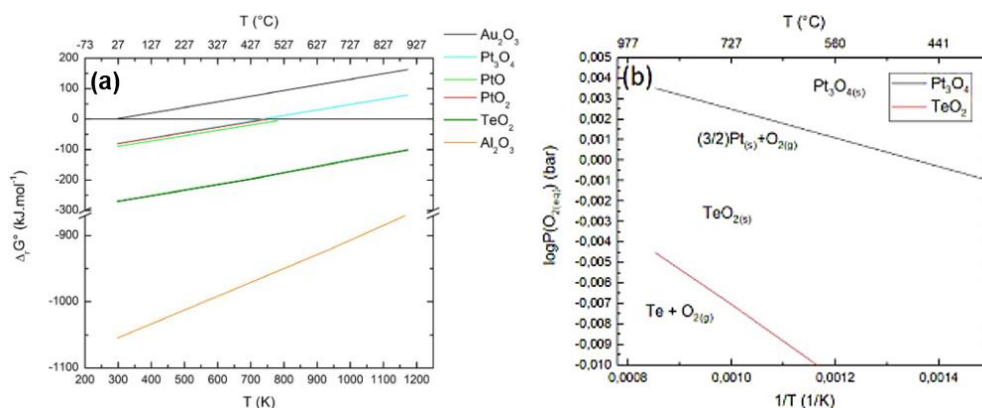 T (°C)
-73 27 127 227 327 427 527 627 727 827 927
200
100
0
-100
-200
-300
-900
-1000
-1100
(a)
ΔrG° (kJ.mol⁻¹)
200 300 400 500 600 700 800 900 1000 1100 1200
T (K)
Au₂O₃
Pt₃O₄
PtO
PtO₂
TeO₂
Al₂O₃
T (°C)
977 727 560 441
0,005
0,004
0,003
0,002
0,001
0,000
-0,001
-0,002
-0,003
-0,004
-0,005
-0,006
-0,007
-0,008
-0,009
-0,010
(b)
logP(O₂₍ₑq₎) (bar)
Pt₃O₄(s)
Pt₃O₄
TeO₂
(3/2)Pt(s)+O₂(g)
TeO₂(s)
Te + O₂(g)
0,0008 0,0010 0,0012 0,0014
1/T (1/K)